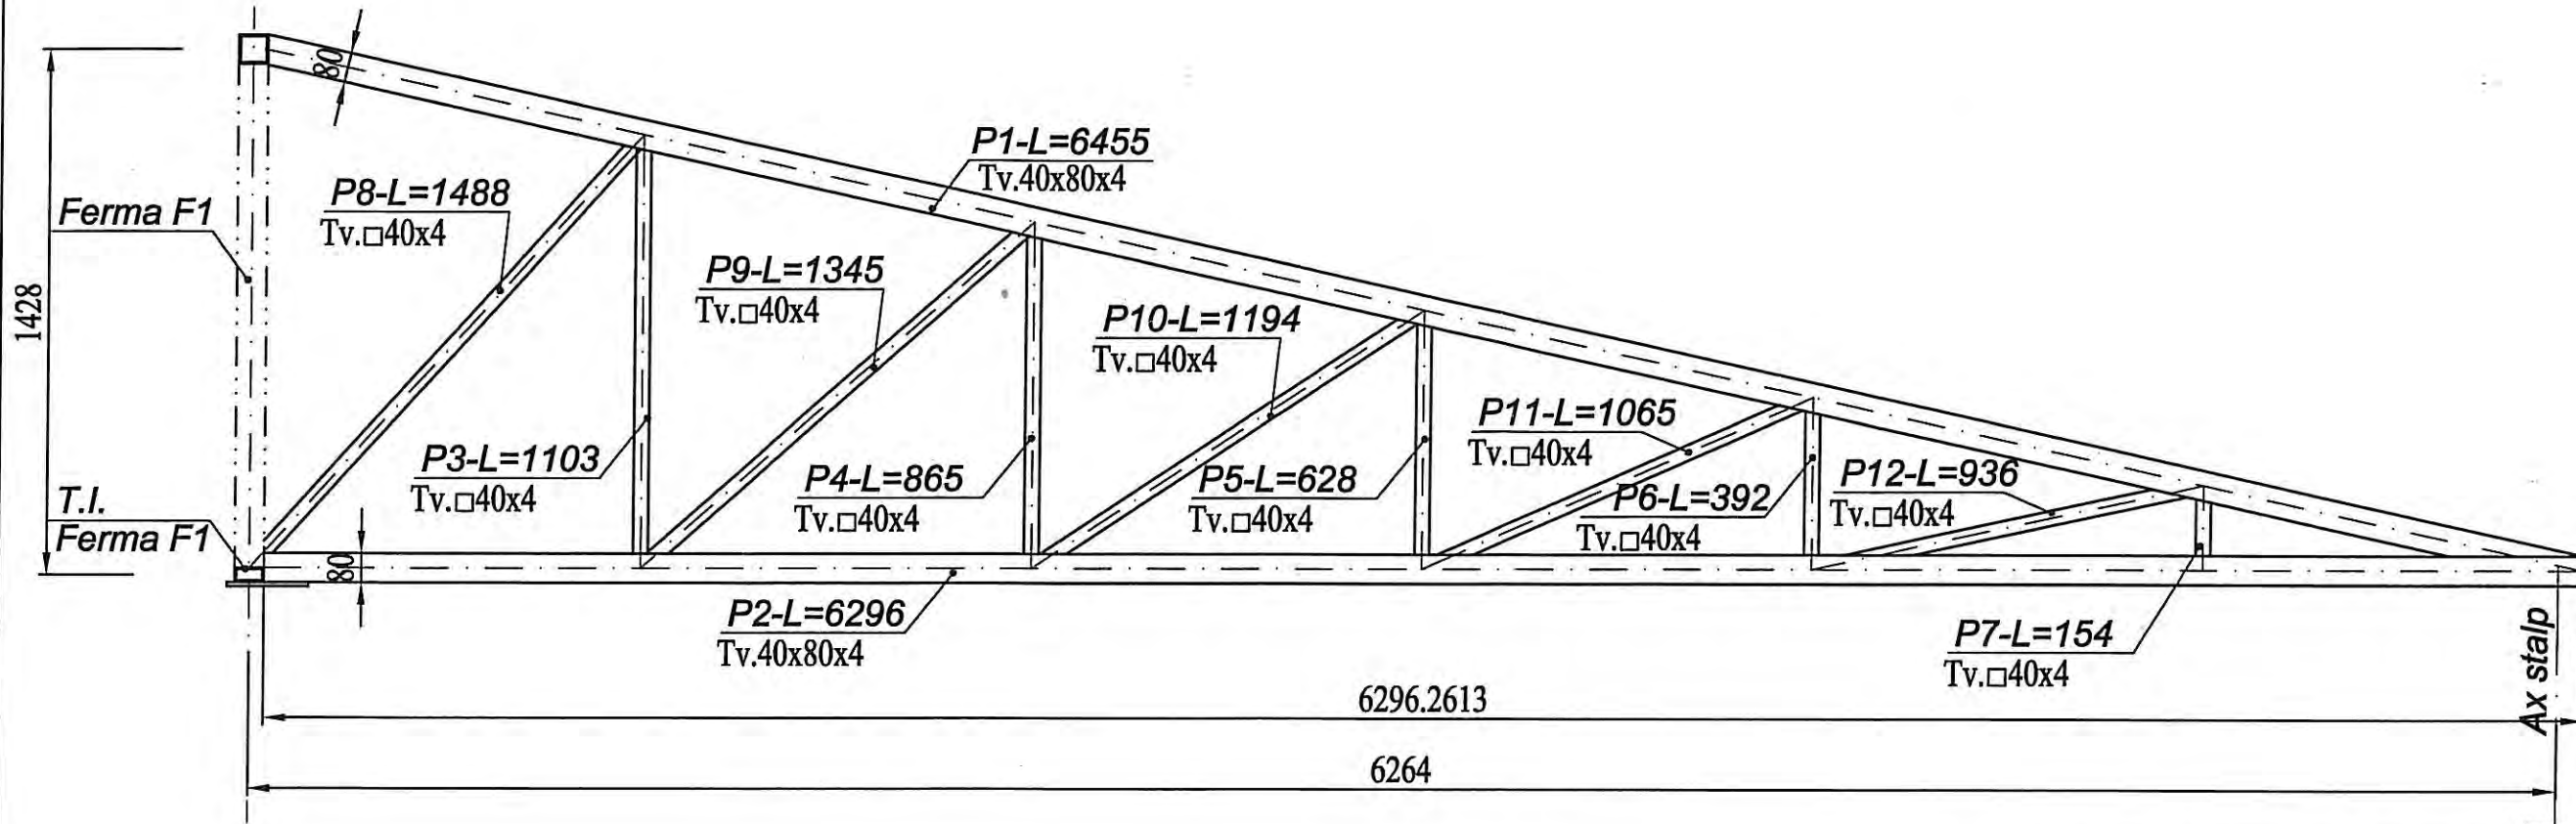 80
P1-L=6455
Tv.40x80x4
P8-L=1488
Tv.□40x4
Ferma F1
P9-L=1345
Tv.□40x4
1428
P10-L=1194
Tv.□40x4
P11-L=1065
Tv.□40x4
P3-L=1103
Tv.□40x4
P4-L=865
Tv.□40x4
P5-L=628
Tv.□40x4
P6-L=392
Tv.□40x4
P12-L=936
Tv.□40x4
T.I.
Ferma F1
80
P2-L=6296
Tv.40x80x4
P7-L=154
Tv.□40x4
Ax stalp
6296.2613
6264